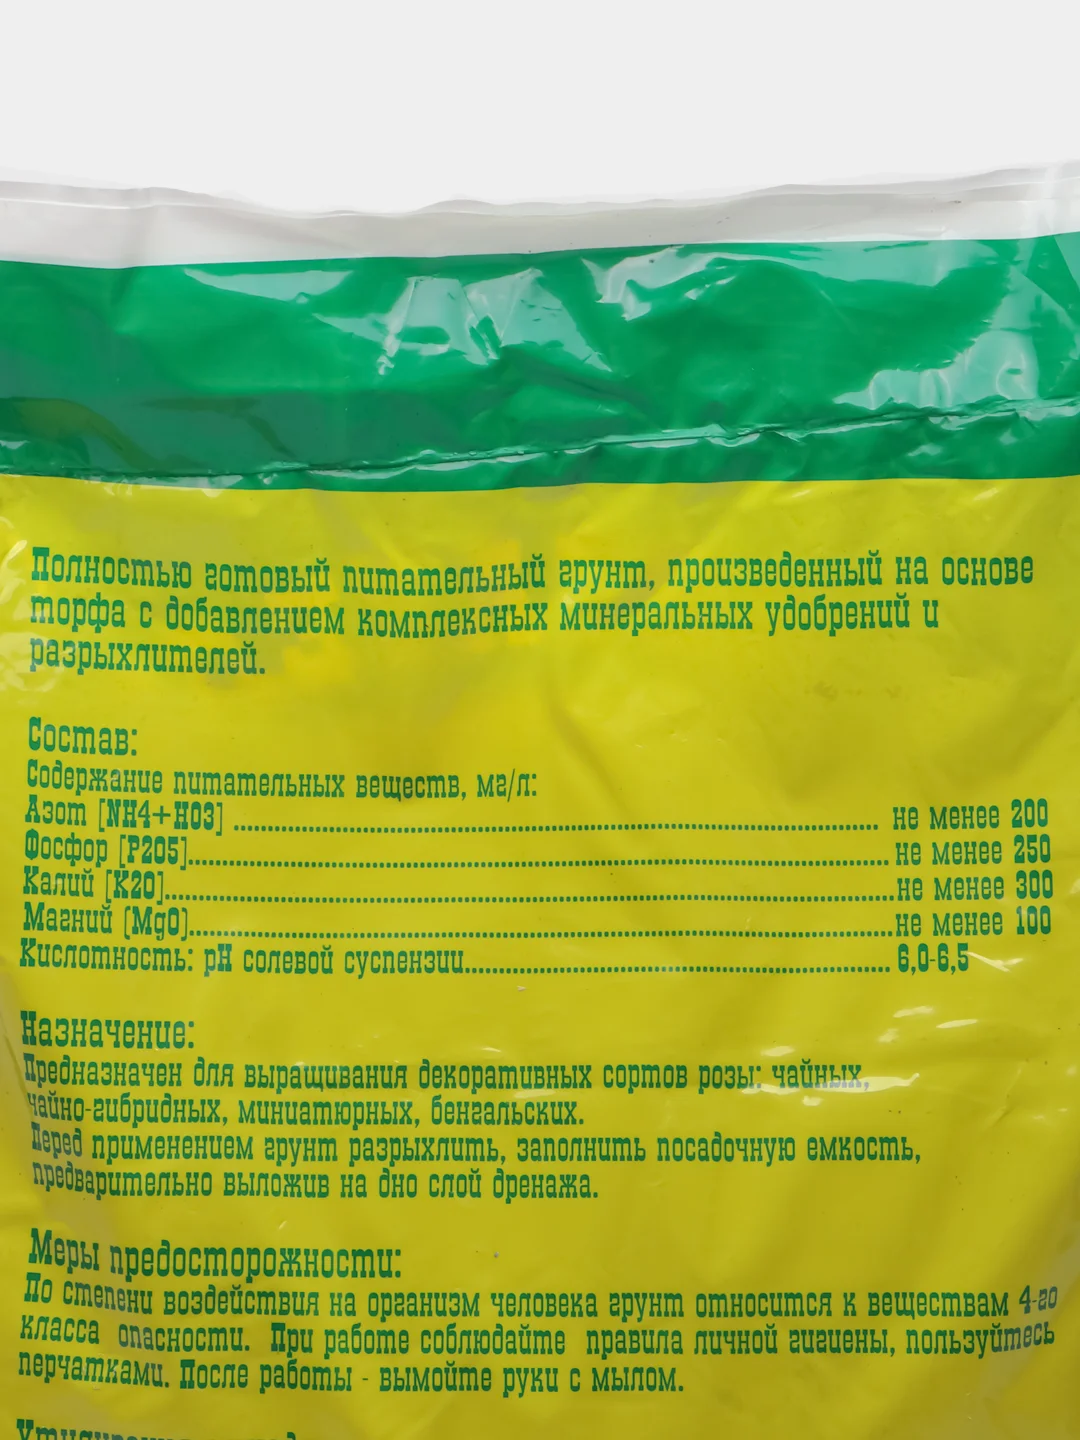 Полностью готовый питательный грунт, произведенный на основе
торфа с добавлением комплексных минеральных удобрений и
разрыхлителей.
Состав:
Содержание питательных веществ, мг/л:
Азот [NH4+НО3] ........ не менее 200
Фосфор [P2O5]........ не менее 250
Калий [К2О]........ не менее 300
Магний (MgO)........ не менее 100
Кислотность: pH солевой суспензии........ 6,0-6,5
Назначение:
Предназначен для выращивания декоративных сортов розы: чайных,
чайно-гибридных, миниатюрных, бенгальских.
Перед применением грунт разрыхлить, заполнить посадочную емкость,
предварительно выложив на дно слой дренажа.
Меры предосторожности:
По степени воздействия на организм человека грунт относится к веществам 4-го
класса опасности. При работе соблюдайте правила личной гигиены, пользуйтесь
перчатками. После работы - вымойте руки с мылом.